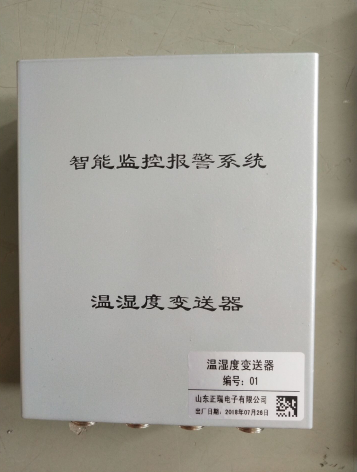 智能监控报警系统
温湿度变送器
温湿度变送器
编号：01
山东正瑞电子有限公司
出厂日期：2018年07月26日